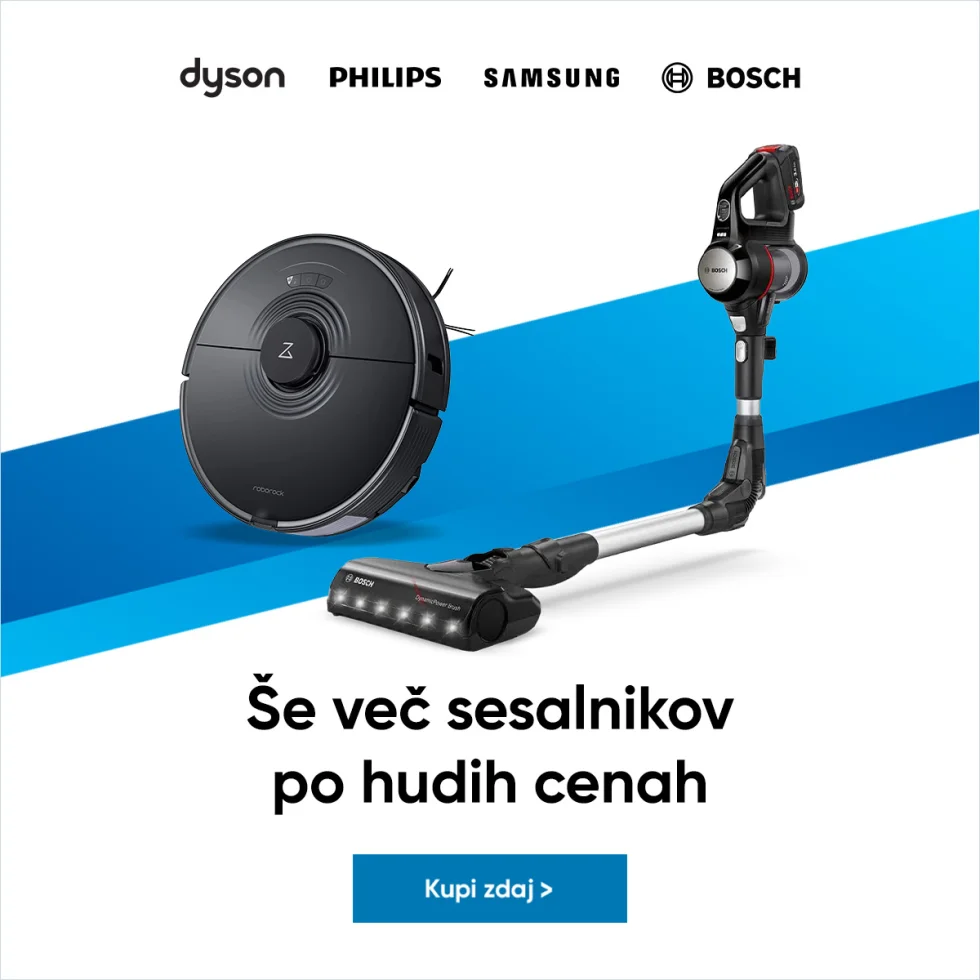 dyson PHILIPS SAMSUNG BOSCH
BOSCH
roborock
BOSCH
DynamicPower brush
Še več sesalnikov
po hudih cenah
Kupi zdaj >